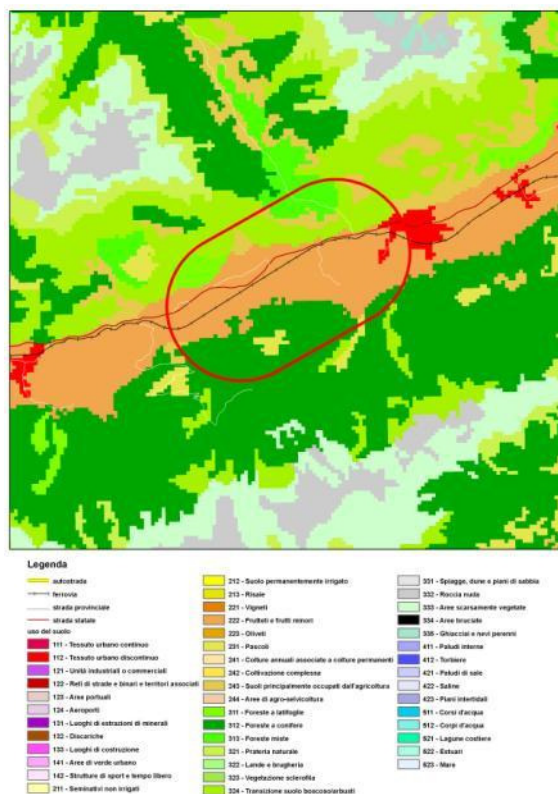 Legenda
autostrada
ferrovia
strada provinciale
strada statale
uso del suolo
111 - Tessuto urbano continuo
112 - Tessuto urbano discontinuo
121 - Unità industriali o commerciali
122 - Reti di strade e binari e territori associati
123 - Aree portuali
124 - Aeroporti
131 - Luoghi di estrazioni di minerali
132 - Discariche
133 - Luoghi di costruzione
141 - Aree di verde urbano
142 - Strutture di sport e tempo libero
211 - Seminativi non irrigati
212 - Suolo permanentemente irrigato
213 - Risaie
221 - Vigneti
222 - Frutteti e frutti minori
223 - Oliveti
231 - Pascoli
241 - Colture annuali associate a colture permanenti
242 - Coltivazione complessa
243 - Suoli principalmente occupati dall'agricoltura
244 - Aree di agro-selvicoltura
311 - Foreste a latifoglie
312 - Foreste a conifere
313 - Foreste miste
321 - Prateria naturale
322 - Lande e brugheria
323 - Vegetazione sclerofila
324 - Transizione suolo boscoso/arbusti
331 - Spiagge, dune e piani di sabbia
332 - Roccia nuda
333 - Aree scarsamente vegetate
334 - Aree bruciate
335 - Ghiacciai e nevi perenni
411 - Paludi interne
412 - Torbiere
421 - Paludi di sale
422 - Saline
423 - Piani intertidali
511 - Corsi d'acqua
512 - Corpi d'acqua
521 - Lagune costiere
522 - Estuari
523 - Mare